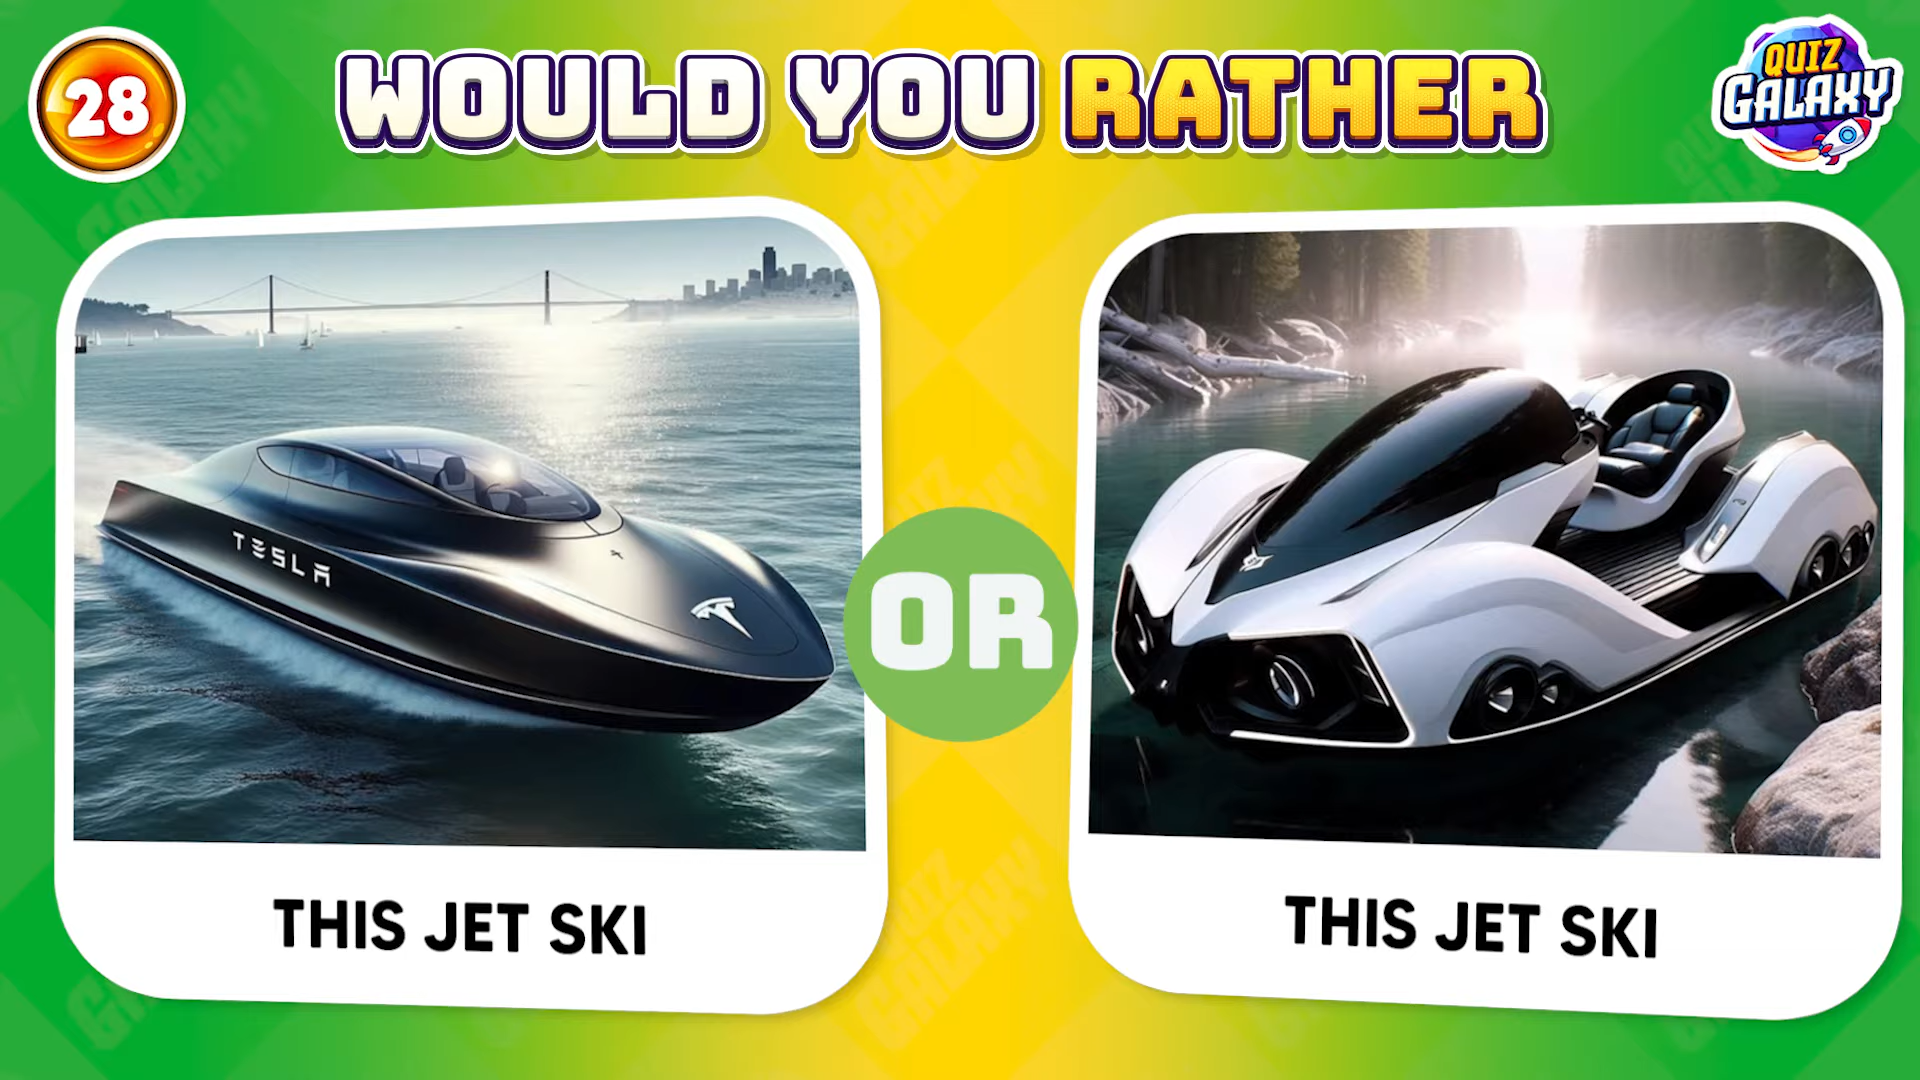 28
WOULD YOU RATHER
QUIZ
GALAXY
TESLA
OR
THIS JET SKI
THIS JET SKI